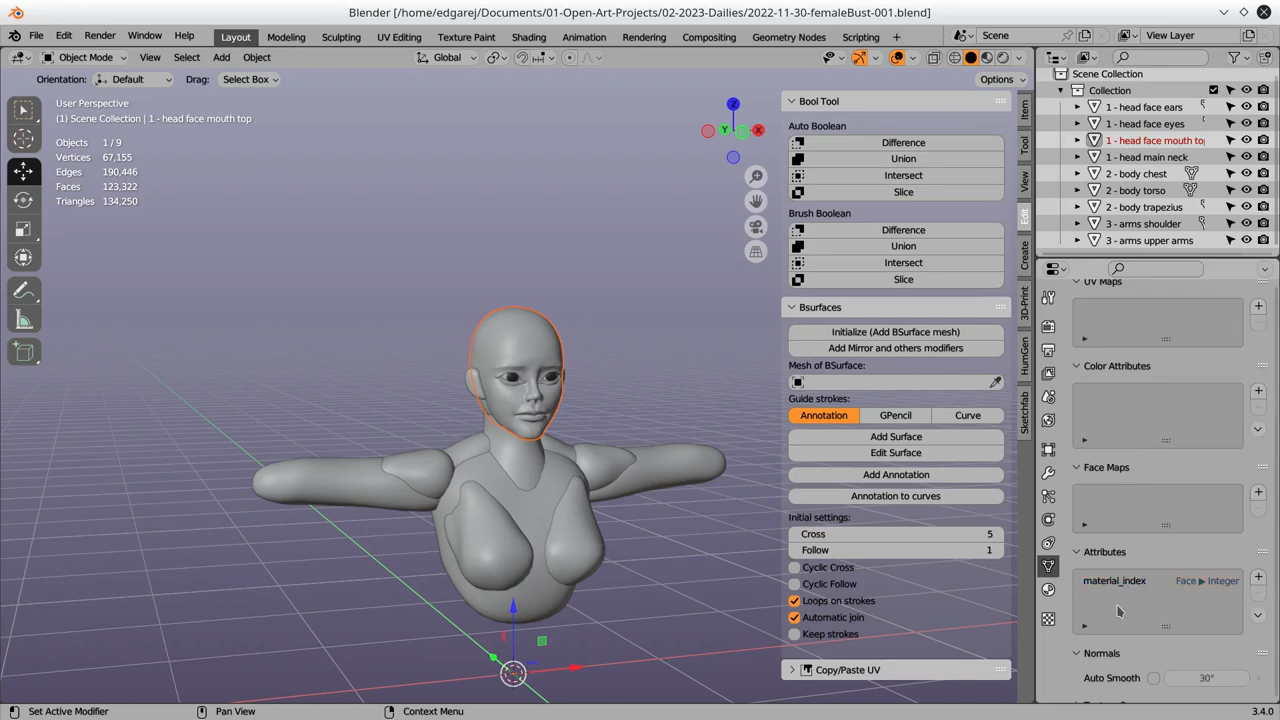 Blender [/home/edgarej/Documents/01-Open-Art-Projects/02-2023-Dailies/2022-11-30-femaleBust-001.blend]
File Edit Render Window Help Layout Modeling Sculpting UV Editing Texture Paint Shading Animation Rendering Compositing Geometry Nodes Scripting + Scene View Layer
Object Mode View Select Add Object Global
Orientation: Default Drag: Select Box Options
User Perspective
(1) Scene Collection | 1 - head face mouth top
Objects 1/9
Vertices 67,155
Edges 190,446
Faces 123,322
Triangles 134,250
Z
Y
X
Bool Tool
Auto Boolean
Difference
Union
Intersect
Slice
Brush Boolean
Difference
Union
Intersect
Slice
Bsurfaces
Initialize (Add BSurface mesh)
Add Mirror and others modifiers
Mesh of BSurface:
Guide strokes:
Annotation GPencil Curve
Add Surface
Edit Surface
Add Annotation
Annotation to curves
Initial settings:
Cross 5
Follow 1
Cyclic Cross
Cyclic Follow
Loops on strokes
Automatic join
Keep strokes
Copy/Paste UV
Item
Tool
View
Edit
Create
3D-Print
HumGen
Sketchfab
Scene Collection
Collection
1 - head face ears
1 - head face eyes
1 - head face mouth to
1 - head main neck
2 - body chest
2 - body torso
2 - body trapezius
3 - arms shoulder
3 - arms upper arms
UV Maps
Color Attributes
Face Maps
Attributes
material_index Face ▶ Integer
Normals
Auto Smooth 30°
Set Active Modifier Pan View Context Menu 3.4.0